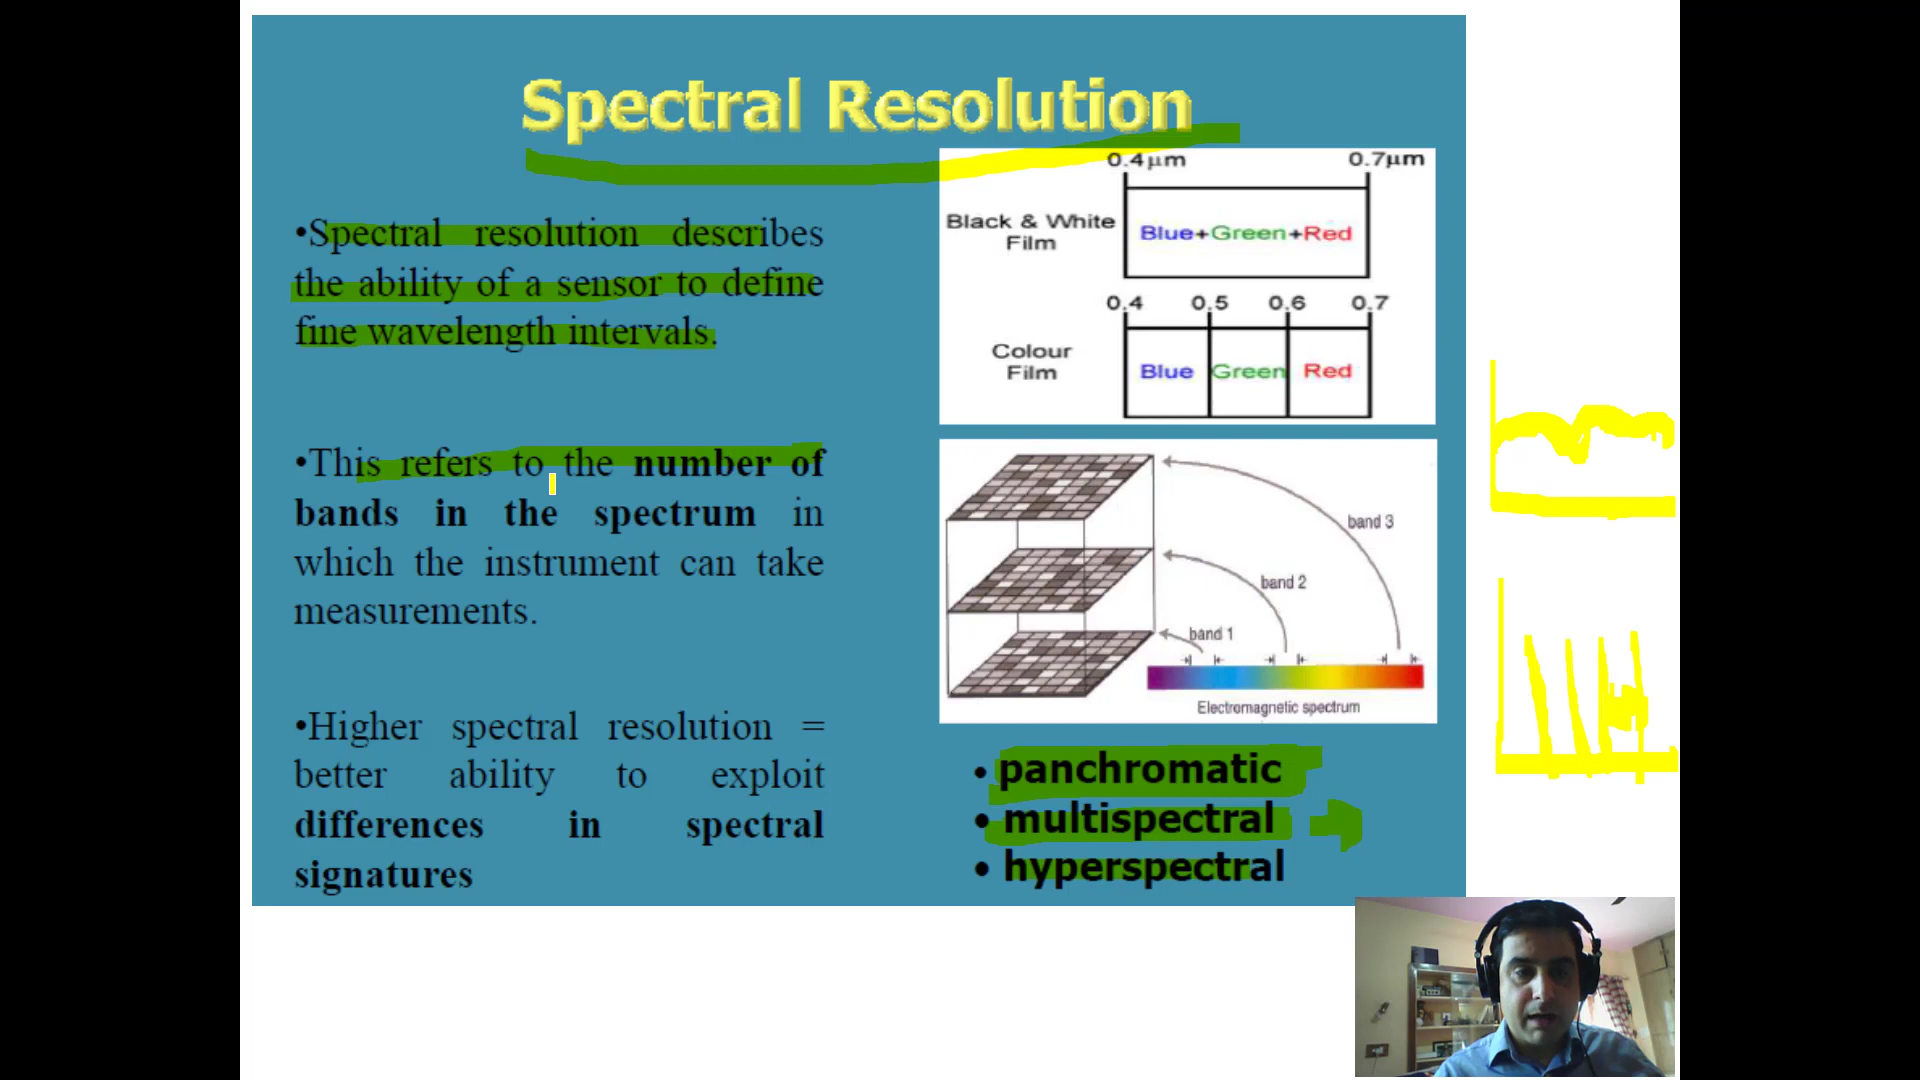 Spectral Resolution
•Spectral resolution describes
the ability of a sensor to define
fine wavelength intervals.
•This refers to the number of
bands in the spectrum in
which the instrument can take
measurements.
•Higher spectral resolution =
better ability to exploit
differences in spectral
signatures
0.4µm 0.7µm
Black & White
Film
Blue+Green+Red
0.4 0.5 0.6 0.7
Colour
Film
Blue Green Red
band 3
band 2
band 1
Electromagnetic spectrum
• panchromatic
• multispectral
• hyperspectral